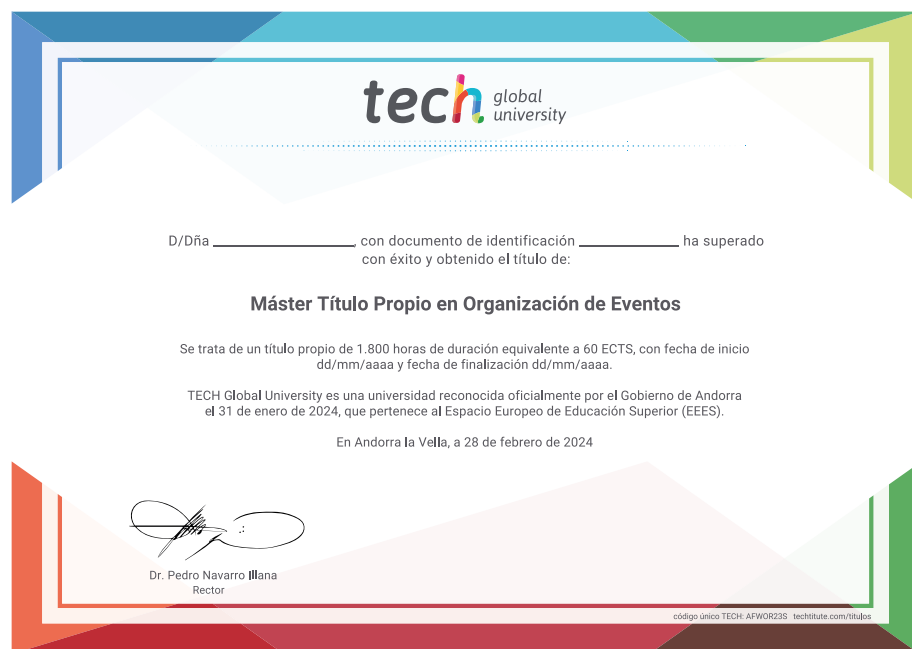 tech global university
D/Dña ______________, con documento de identificación __________ ha superado
con éxito y obtenido el título de:
Máster Título Propio en Organización de Eventos
Se trata de un título propio de 1.800 horas de duración equivalente a 60 ECTS, con fecha de inicio
dd/mm/aaaa y fecha de finalización dd/mm/aaaa.
TECH Global University es una universidad reconocida oficialmente por el Gobierno de Andorra
el 31 de enero de 2024, que pertenece al Espacio Europeo de Educación Superior (EEES).
En Andorra la Vella, a 28 de febrero de 2024
Dr. Pedro Navarro Illana
Rector
código único TECH: AFWOR23S techtitute.com/titulos